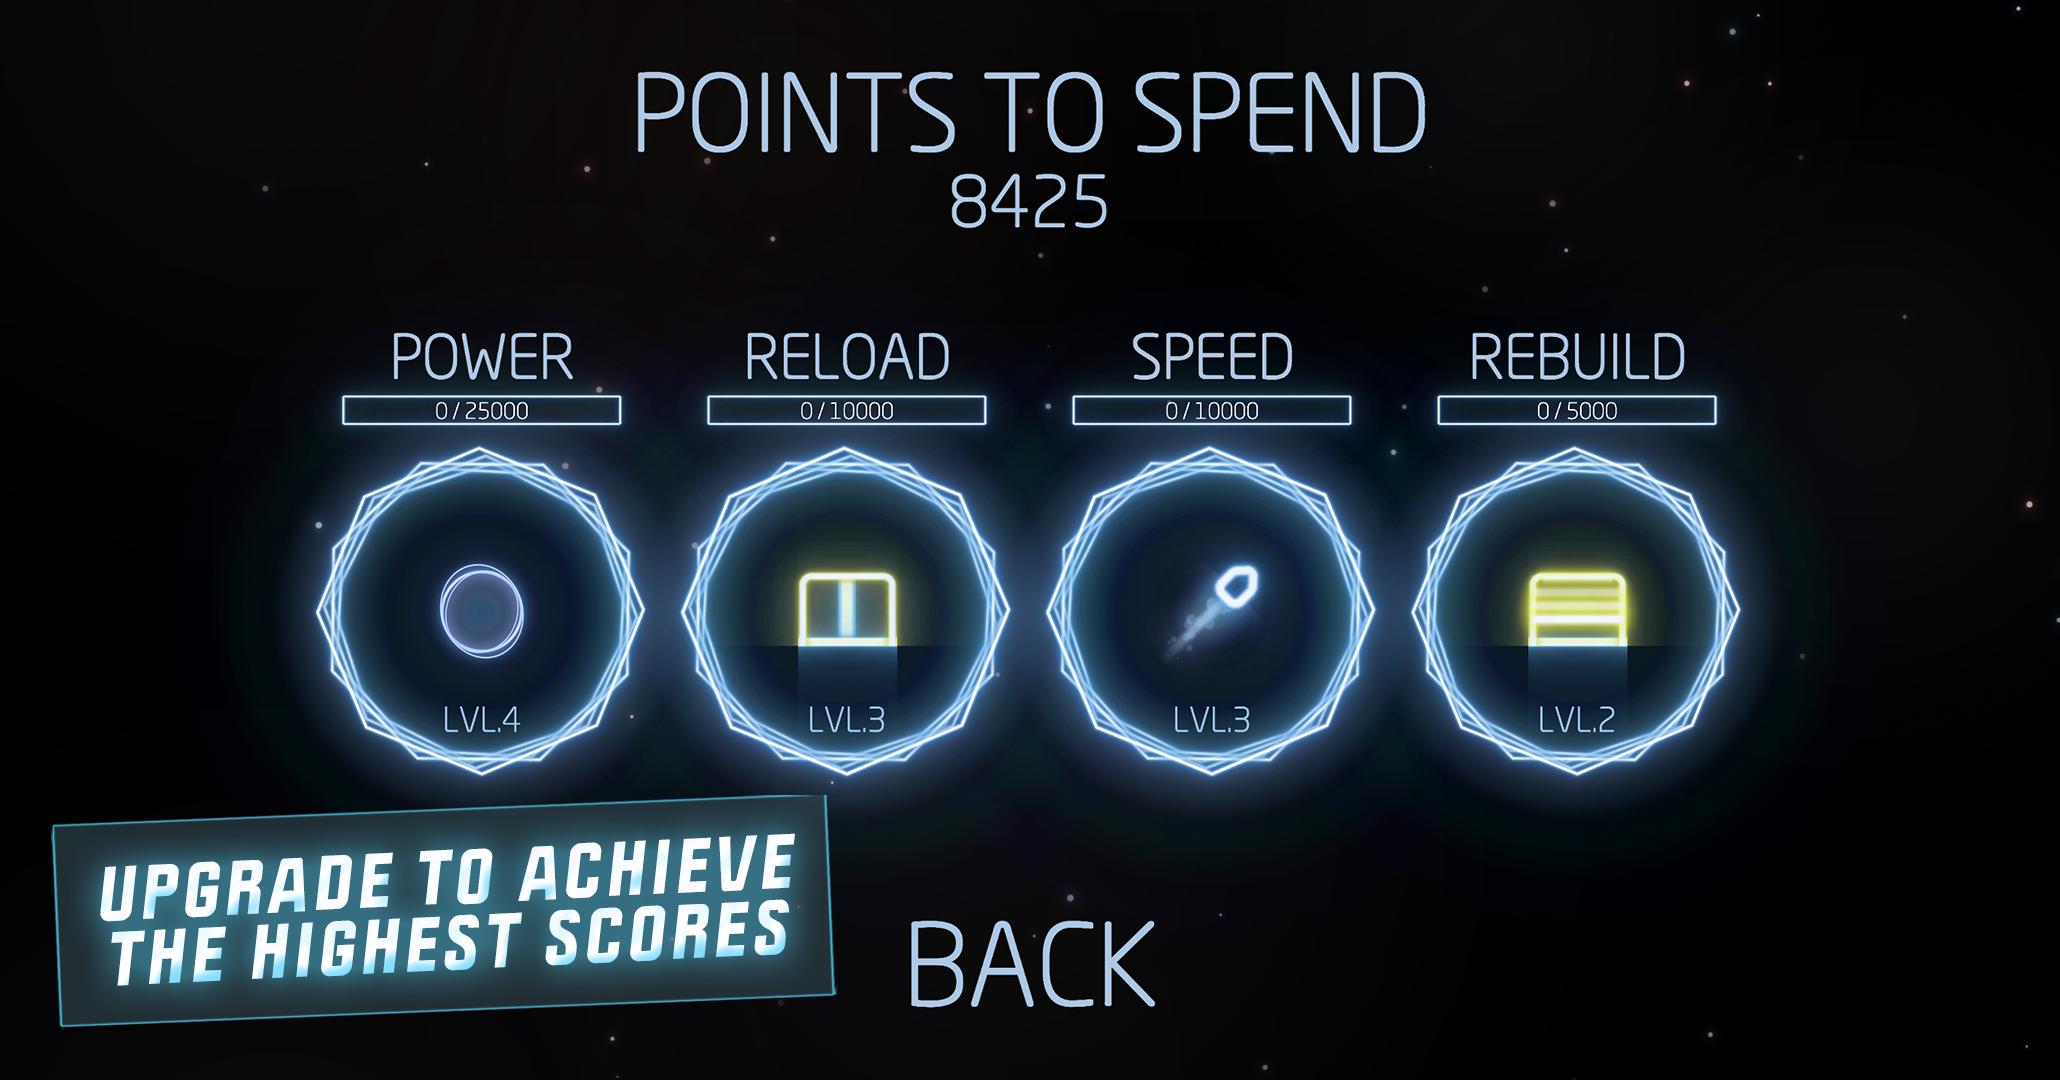 POINTS TO SPEND
8425
POWER
RELOAD
SPEED
REBUILD
0/25000
0/10000
0/10000
0/5000
LVL.4
LVL.3
LVL.3
LVL.2
UPGRADE TO ACHIEVE
THE HIGHEST SCORES
BACK